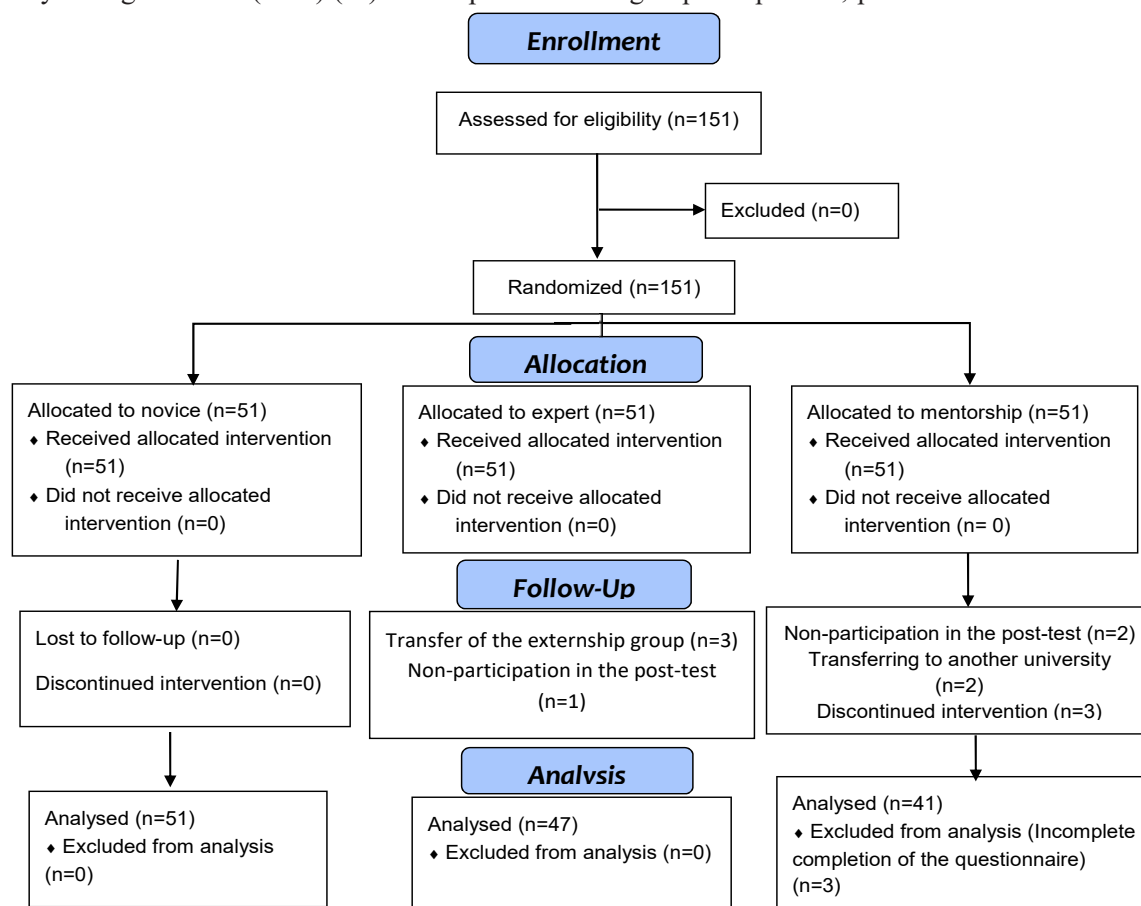 Enrollment
Assessed for eligibility (n=151)
Excluded (n=0)
Randomized (n=151)
Allocation
Allocated to novice (n=51)
♦ Received allocated intervention
(n=51)
♦ Did not receive allocated
intervention (n=0)
Allocated to expert (n=51)
♦ Received allocated intervention
(n=51)
♦ Did not receive allocated
intervention (n=0)
Allocated to mentorship (n=51)
♦ Received allocated intervention
(n=51)
♦ Did not receive allocated
intervention (n= 0)
Follow-Up
Lost to follow-up (n=0)
Discontinued intervention (n=0)
Transfer of the externship group (n=3)
Non-participation in the post-test
(n=1)
Non-participation in the post-test (n=2)
Transferring to another university
(n=2)
Discontinued intervention (n=3)
Analysis
Analysed (n=51)
♦ Excluded from analysis
(n=0)
Analysed (n=47)
♦ Excluded from analysis (n=0)
Analysed (n=41)
♦ Excluded from analysis (Incomplete
completion of the questionnaire)
(n=3)